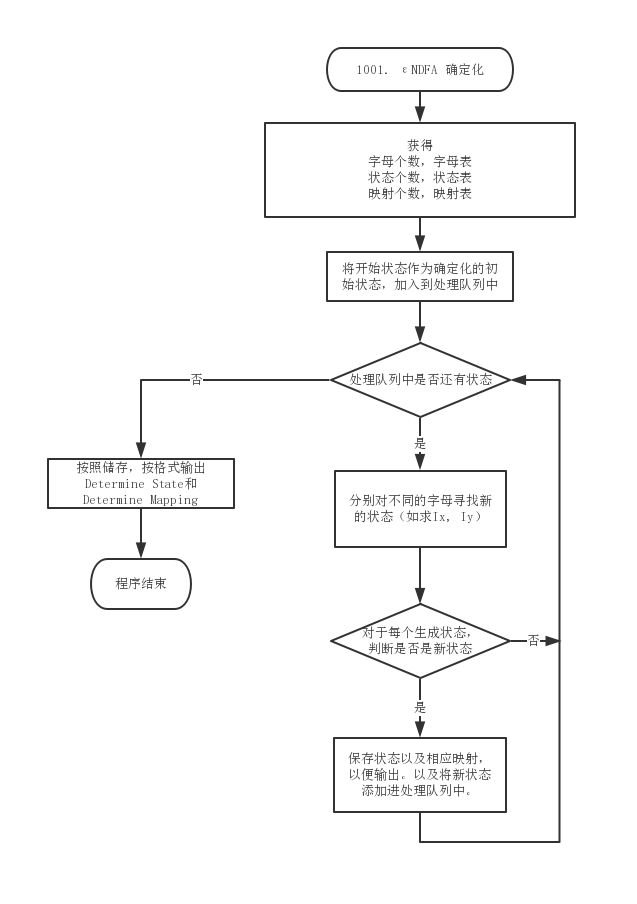 1001. εNDFA 确定化
获得
字母个数，字母表
状态个数，状态表
映射个数，映射表
将开始状态作为确定化的初
始状态，加入到处理队列中
处理队列中是否还有状态
否
是
按照储存，按格式输出
Determine State和
Determine Mapping
分别对不同的字母寻找新
的状态（如求Ix, Iy）
程序结束
对于每个生成状态，
判断是否是新状态
否
是
保存状态以及相应映射，
以便输出。以及将新状态
添加进处理队列中。